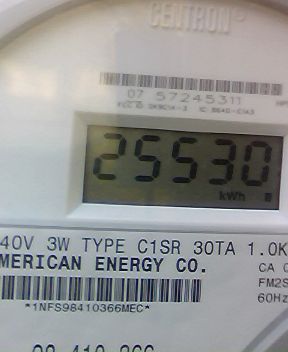 CENTRON®
07 57245311
25530
kWh
40V 3W TYPE C1SR 30TA 1.0K
MERICAN ENERGY CO.
CA 0
FM2S
60Hz
*1NFS98410366MEC*